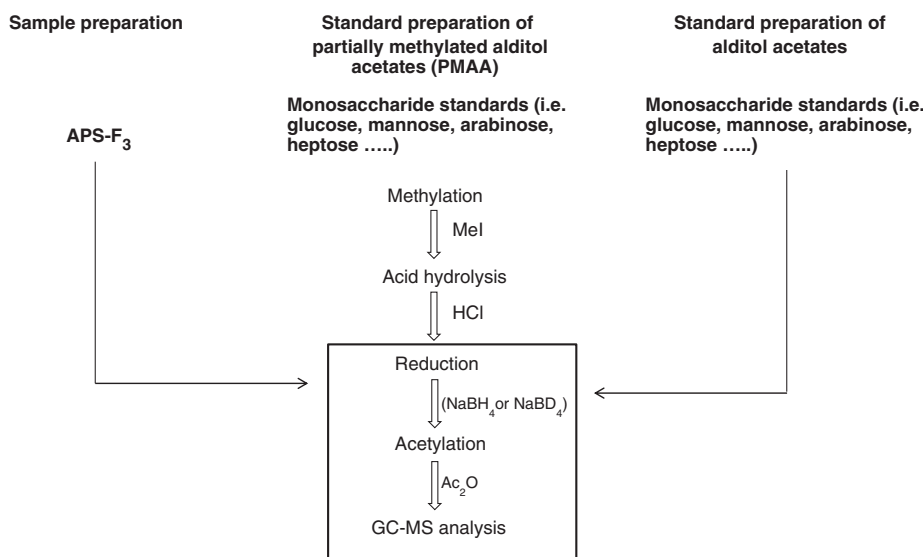 Sample preparation
Standard preparation of
partially methylated alditol
acetates (PMAA)
Standard preparation of
alditol acetates
APS-F3
Monosaccharide standards (i.e.
glucose, mannose, arabinose,
heptose …..)
Monosaccharide standards (i.e.
glucose, mannose, arabinose,
heptose …..)
Methylation
MeI
Acid hydrolysis
HCl
Reduction
(NaBH4 or NaBD4)
Acetylation
Ac2O
GC-MS analysis